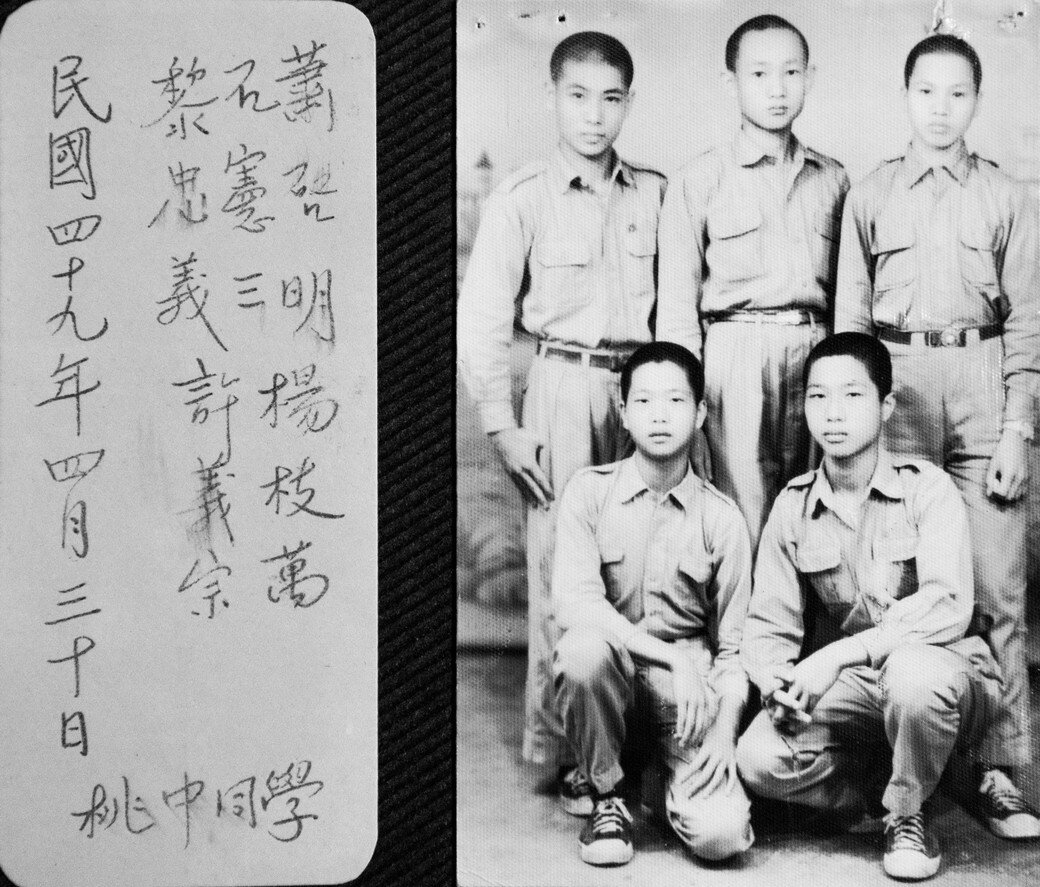 蕭啓明楊枝萬
石憲三
黎忠義許義宗
民國四十九年四月三十日
桃中同學